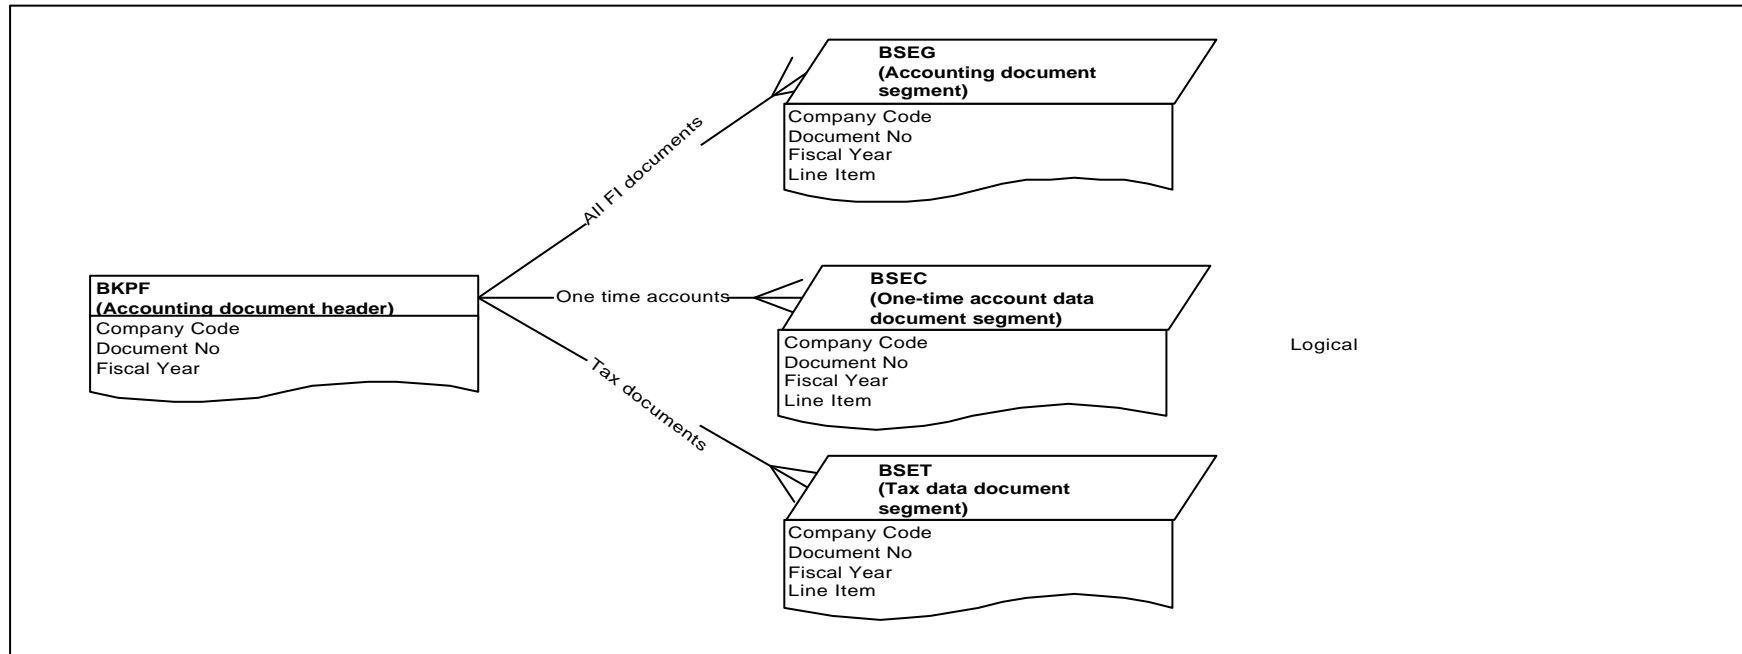 BSEG
(Accounting document
segment)
Company Code
Document No
Fiscal Year
Line Item
All FI documents
BKPF
(Accounting document header)
Company Code
Document No
Fiscal Year
One time accounts
BSEC
(One-time account data
document segment)
Company Code
Document No
Fiscal Year
Line Item
Logical
Tax documents
BSET
(Tax data document
segment)
Company Code
Document No
Fiscal Year
Line Item